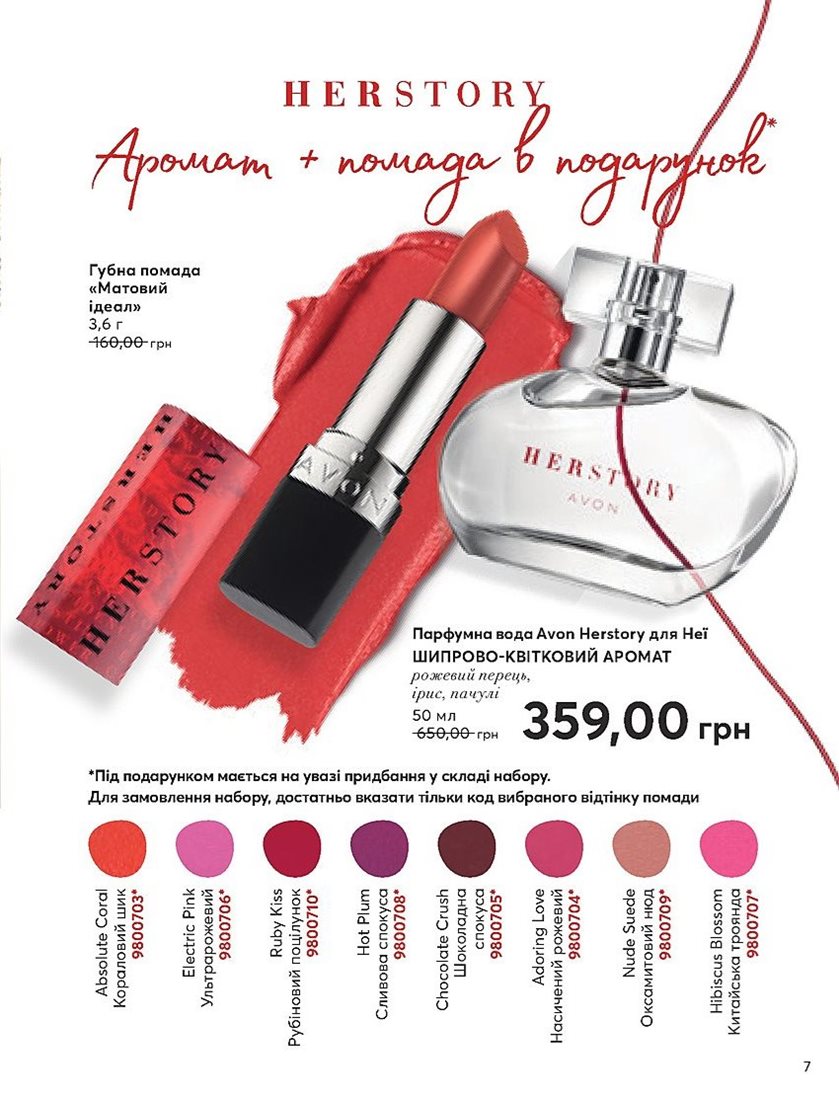 HERSTORY
Аромат + помада в подарунок*
Губна помада
«Матовий
ідеал»
3,6 г
160,00 грн
HERSTORY
HERSTORY
AVON
HERSTORY
AVON
Парфумна вода Avon Herstory для Неї
ШИПРОВО-КВІТКОВИЙ АРОМАТ
рожевий перець,
ірис, пачулі
50 мл
650,00 грн
359,00 грн
*Під подарунком мається на увазі придбання у складі набору.
Для замовлення набору, достатньо вказати тільки код вибраного відтінку помади
Absolute Coral
Кораловий шик
9800703*
Electric Pink
Ультрарожевий
9800706*
Ruby Kiss
Рубіновий поцілунок
9800710*
Hot Plum
Сливова спокуса
9800708*
Chocolate Crush
Шоколадна
спокуса
9800705*
Adoring Love
Насичений рожевий
9800704*
Nude Suede
Оксамитовий нюд
9800709*
Hibiscus Blossom
Китайська троянда
9800707*
7